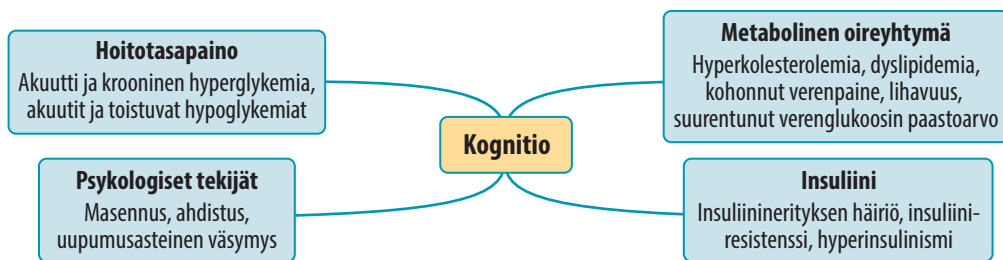 Hoitotasapaino
Akuutti ja krooninen hyperglykemia,
akuutit ja toistuvat hypoglykemiat
Metabolinen oireyhtymä
Hyperkolesterolemia, dyslipidemia,
kohonnut verenpaine, lihavuus,
suurentunut verenglukoosin paastoarvo
Kognitio
Psykologiset tekijät
Masennus, ahdistus,
uupumusasteinen väsymys
Insuliini
Insuliininerityksen häiriö, insuliini-
resistenssi, hyperinsulinismi